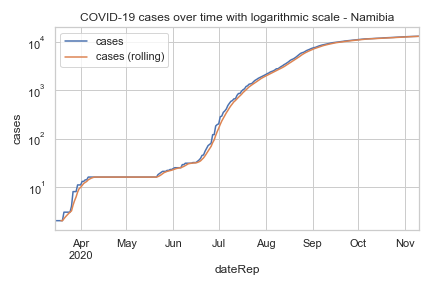 COVID-19 cases over time with logarithmic scale - Namibia
cases
cases (rolling)
10⁴
10³
10²
10¹
cases
Apr
2020
May
Jun
Jul
Aug
Sep
Oct
Nov
dateRep